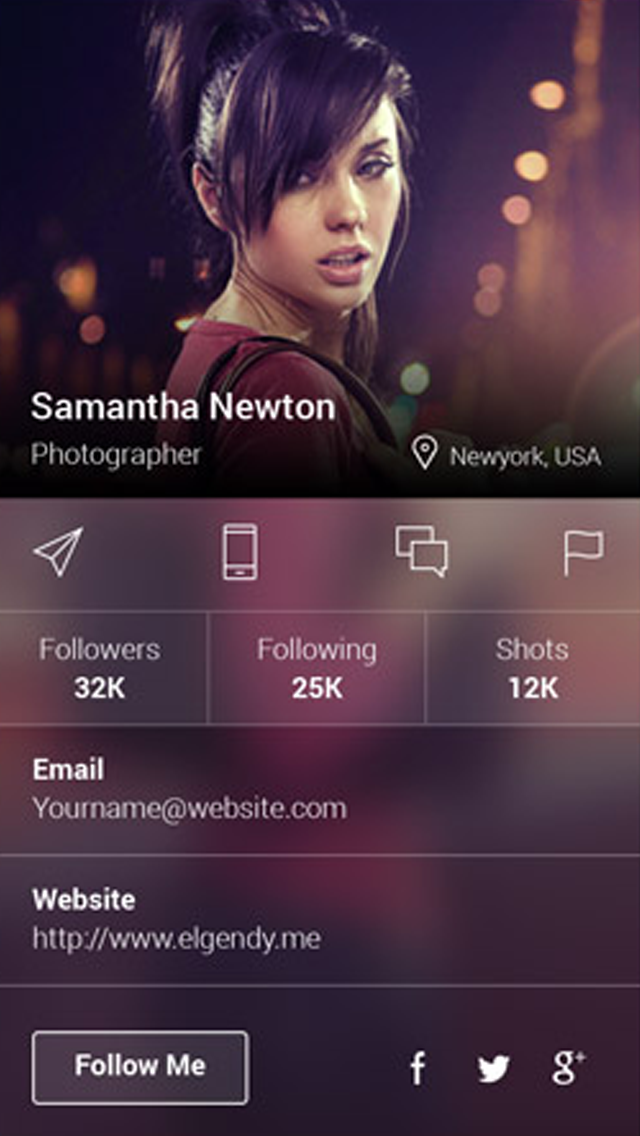 Samantha Newton
Photographer
Newyork, USA
Followers
32K
Following
25K
Shots
12K
Email
Yourname@website.com
Website
http://www.elgendy.me
Follow Me